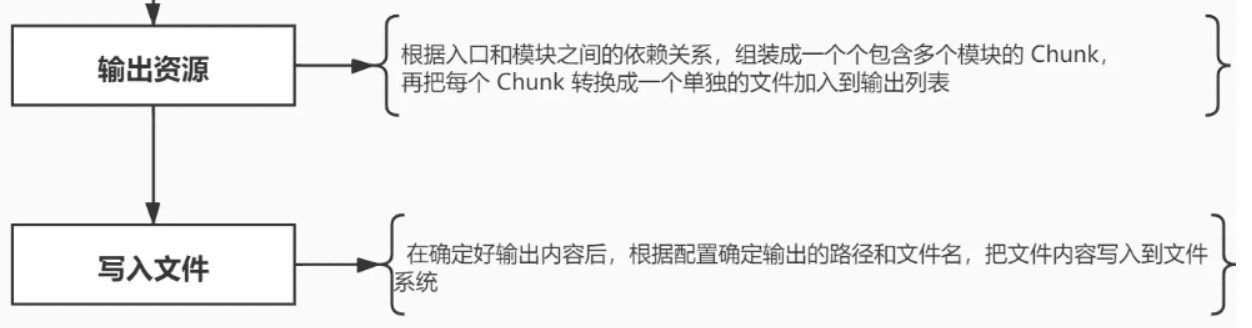 输出资源
根据入口和模块之间的依赖关系，组装成一个个包含多个模块的 Chunk，
再把每个 Chunk 转换成一个单独的文件加入到输出列表
写入文件
在确定好输出内容后，根据配置确定输出的路径和文件名，把文件内容写入到文件
系统